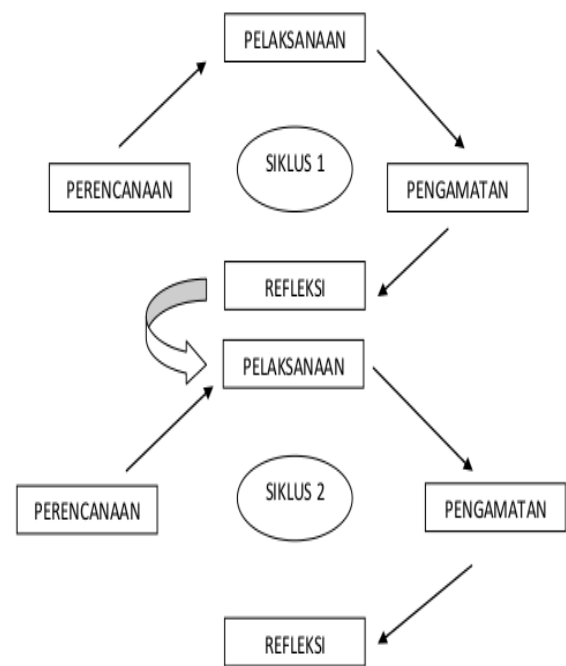 PELAKSANAAN
SIKLUS 1
PERENCANAAN
PENGAMATAN
REFLEKSI
PELAKSANAAN
SIKLUS 2
PERENCANAAN
PENGAMATAN
REFLEKSI